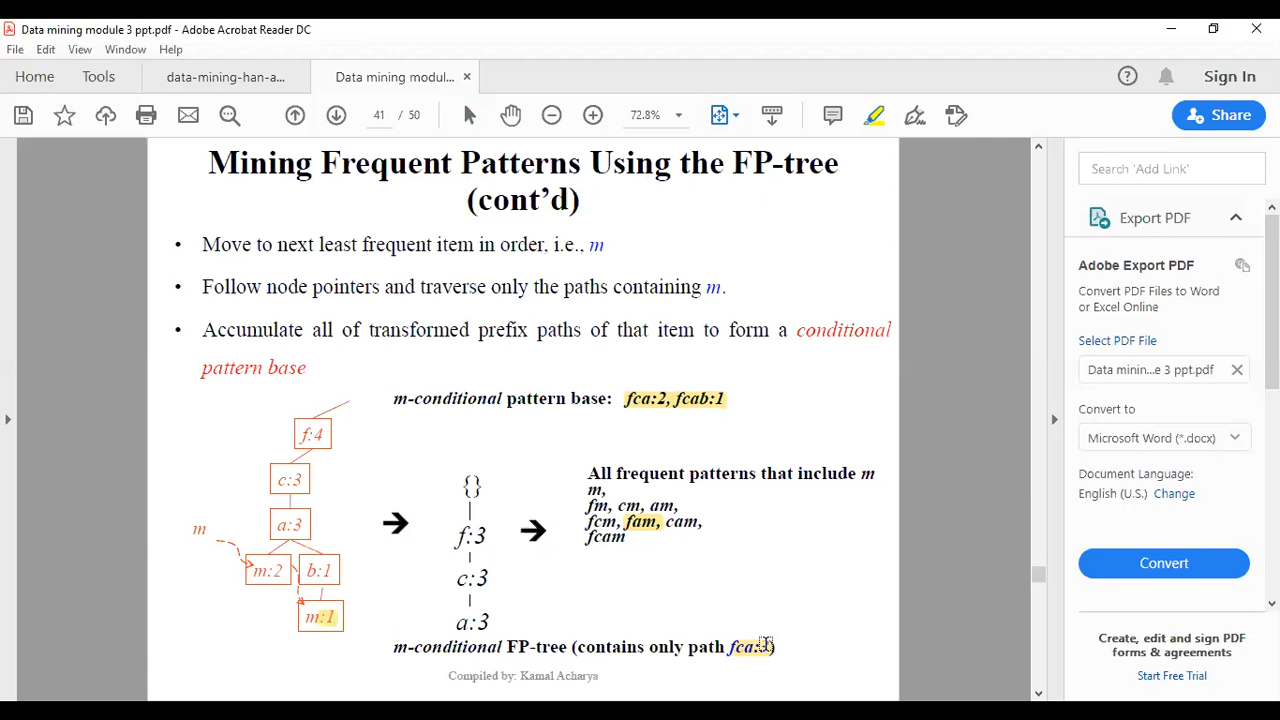 Data mining module 3 ppt.pdf - Adobe Acrobat Reader DC
File Edit View Window Help
Home Tools data-mining-han-a... Data mining modul... Sign In
41 / 50 72.8% Share
Mining Frequent Patterns Using the FP-tree
(cont’d)
• Move to next least frequent item in order, i.e., m
• Follow node pointers and traverse only the paths containing m.
• Accumulate all of transformed prefix paths of that item to form a conditional
pattern base
m-conditional pattern base: fca:2, fcab:1
f:4
c:3
a:3
m
m:2 b:1
m:1
{}
f:3
c:3
a:3
All frequent patterns that include m
m,
fm, cm, am,
fcm, fam, cam,
fcam
m-conditional FP-tree (contains only path
Compiled by: Kamal Acharya
Search 'Add Link'
Export PDF
Adobe Export PDF
Convert PDF Files to Word
or Excel Online
Select PDF File
Data minin...e 3 ppt.pdf
Convert to
Microsoft Word (*.docx)
Document Language:
English (U.S.) Change
Convert
Create, edit and sign PDF
forms & agreements
Start Free Trial